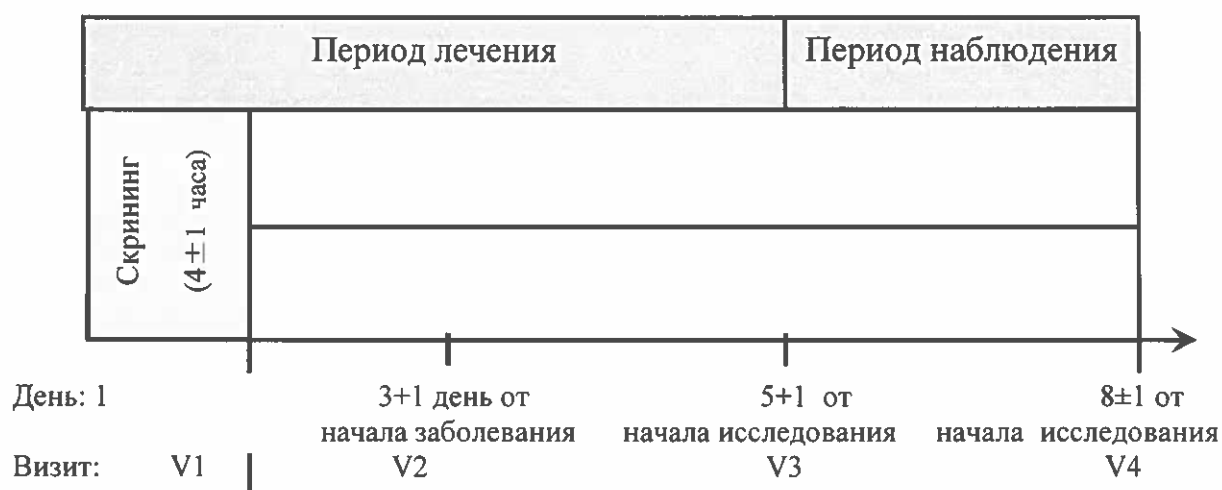 Период лечения
Период наблюдения
Скрининг
(4±1 часа)
День: 1
3+1 день от
начала заболевания
5+1 от
начала исследования
8±1 от
начала исследования
Визит:
V1
V2
V3
V4